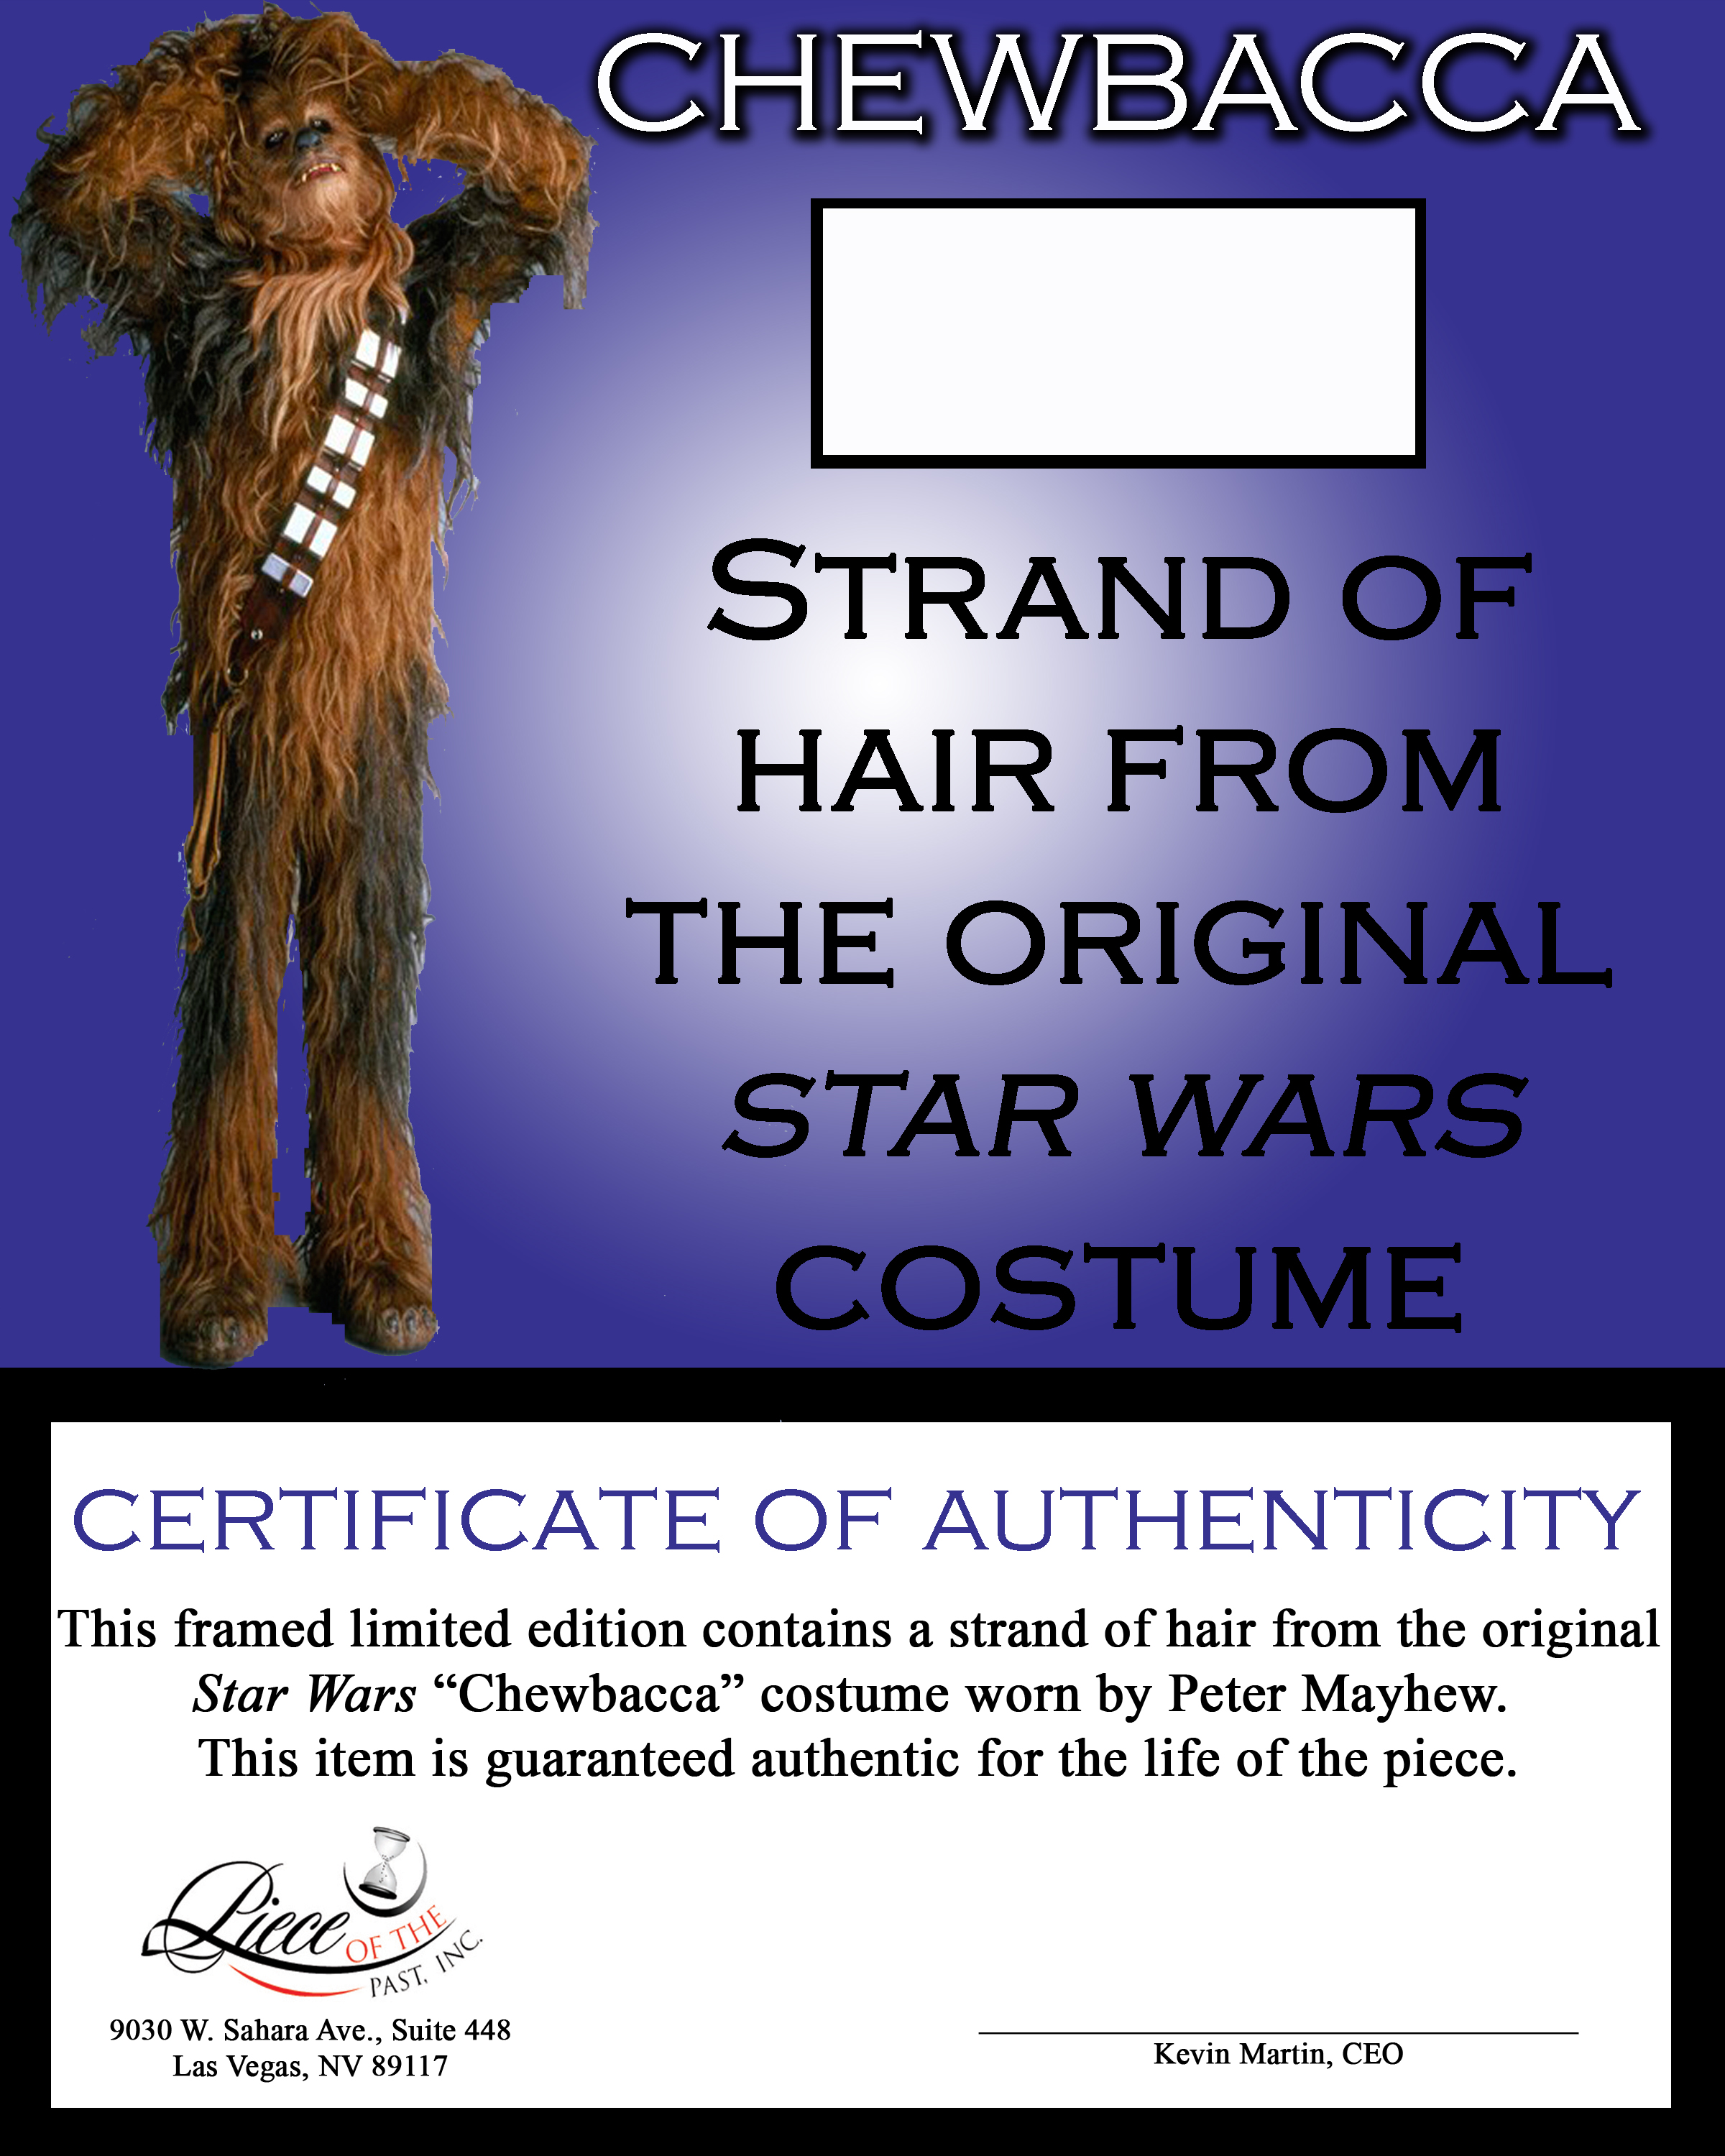 CHEWBACCA
STRAND OF
HAIR FROM
THE ORIGINAL
STAR WARS
COSTUME
CERTIFICATE OF AUTHENTICITY
This framed limited edition contains a strand of hair from the original
Star Wars “Chewbacca” costume worn by Peter Mayhew.
This item is guaranteed authentic for the life of the piece.
Piece OF THE
PAST, INC.
9030 W. Sahara Ave., Suite 448
Las Vegas, NV 89117
Kevin Martin, CEO